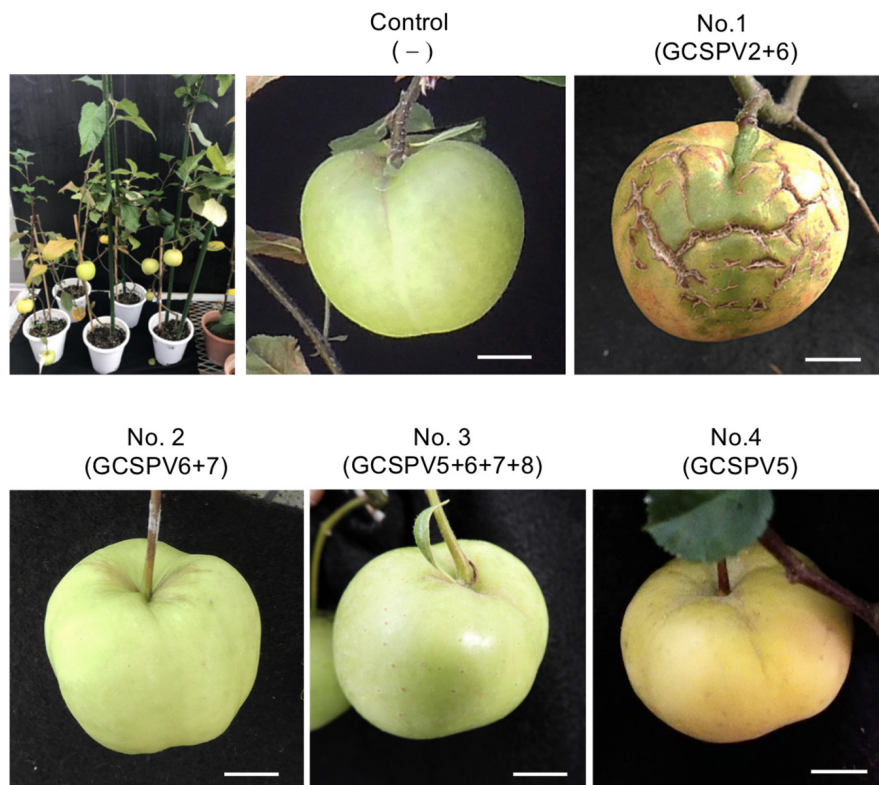 Control
( − )
No.1
(GCSPV2+6)
No. 2
(GCSPV6+7)
No. 3
(GCSPV5+6+7+8)
No.4
(GCSPV5)